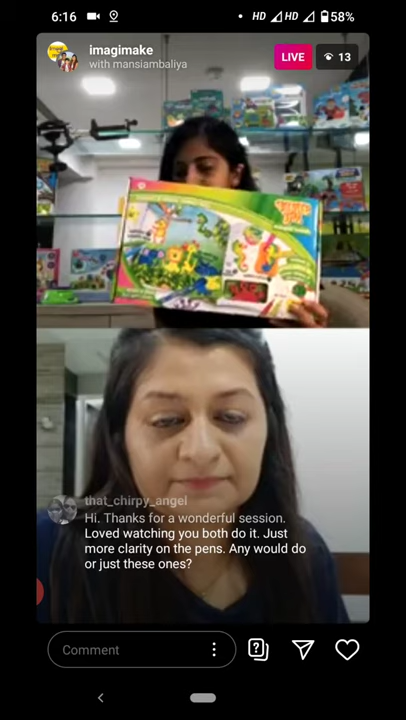 6:16
HD HD 58%
imagimake
with mansiambaliya
LIVE
13
that_chirpy_angel
Hi. Thanks for a wonderful session.
Loved watching you both do it. Just
more clarity on the pens. Any would do
or just these ones?
Comment